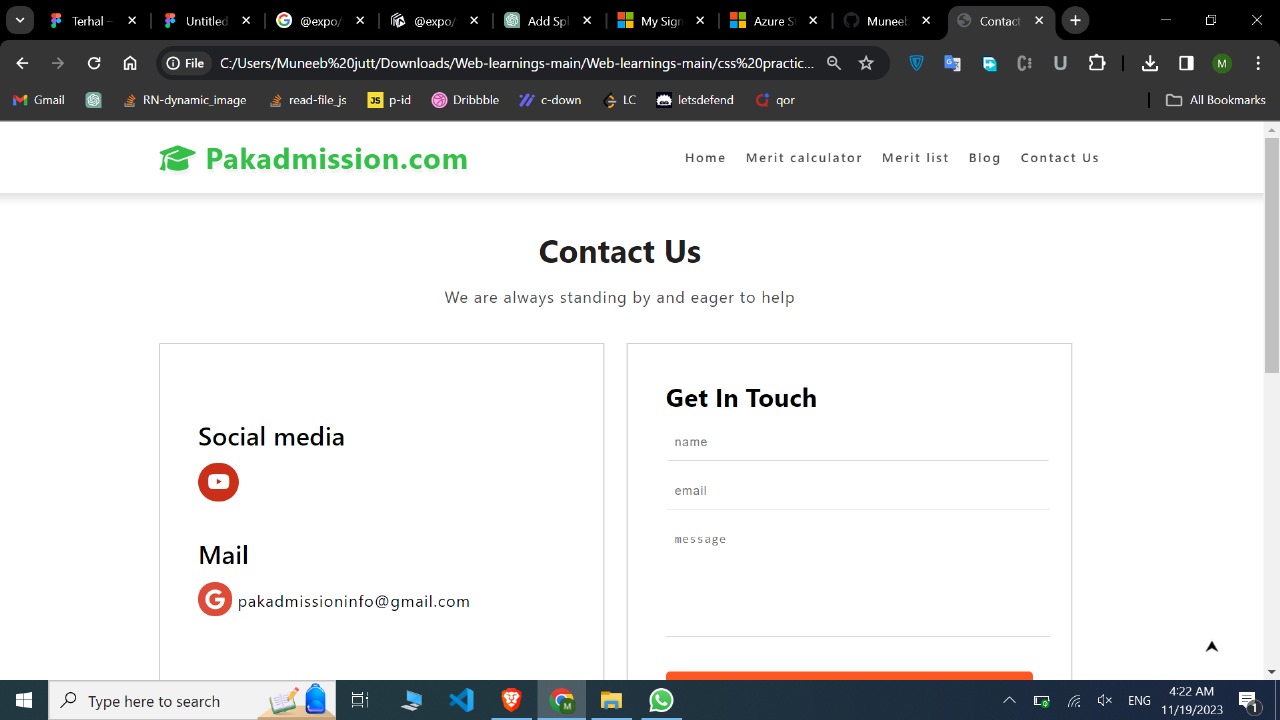 Terhal –
Untitled
@expo/
@expo/
Add Spl
My Sign
Azure St
Muneeb
Contact
File
C:/Users/Muneeb%20jutt/Downloads/Web-learnings-main/Web-learnings-main/css%20practic...
M
Gmail
RN-dynamic_image
read-file_js
JS p-id
Dribbble
c-down
LC
letsdefend
qor
All Bookmarks
Pakadmission.com
Home
Merit calculator
Merit list
Blog
Contact Us
Contact Us
We are always standing by and eager to help
Social media
Mail
G pakadmissioninfo@gmail.com
Get In Touch
name
email
message
Type here to search
M
ENG
4:22 AM
11/19/2023
1